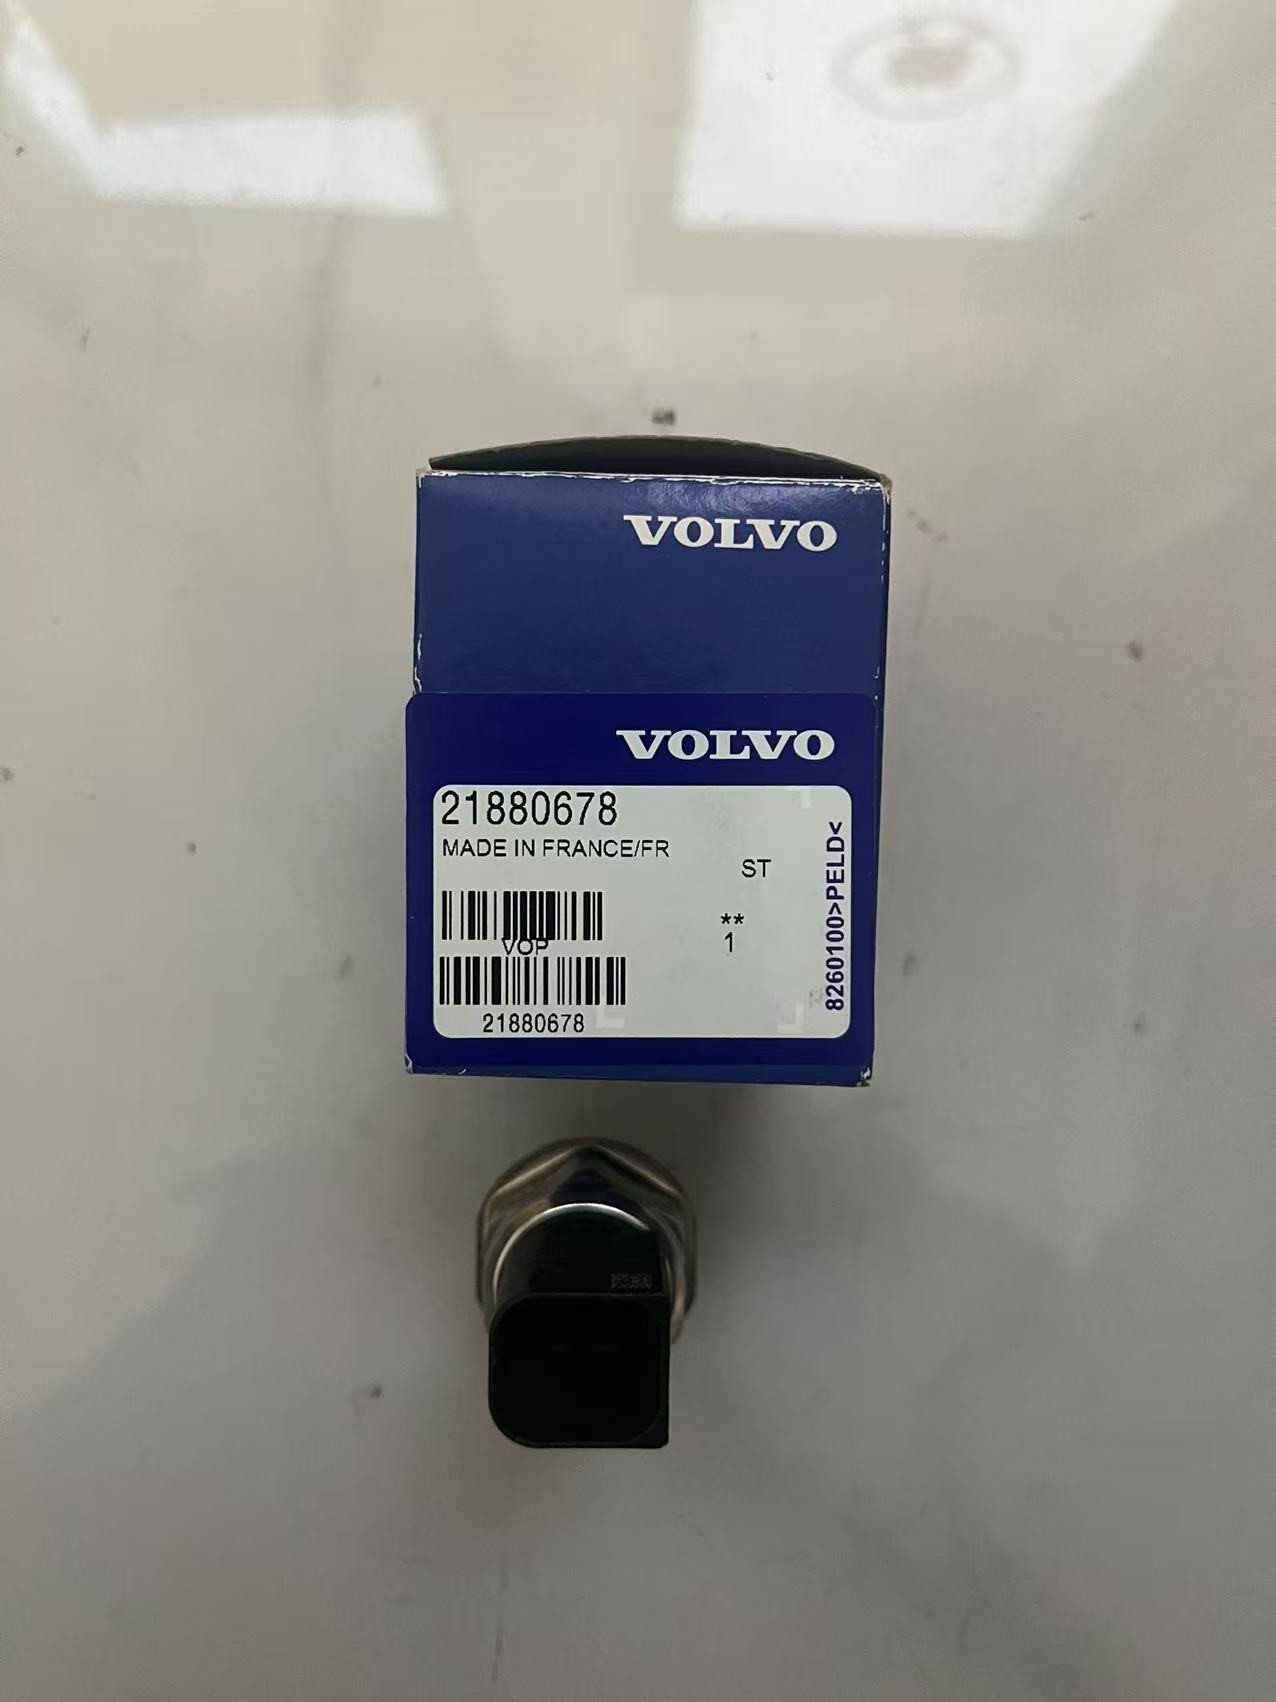 VOLVO
VOLVO
21880678
MADE IN FRANCE/FR
ST
**
1
VOP
21880678
8260100>PELD<